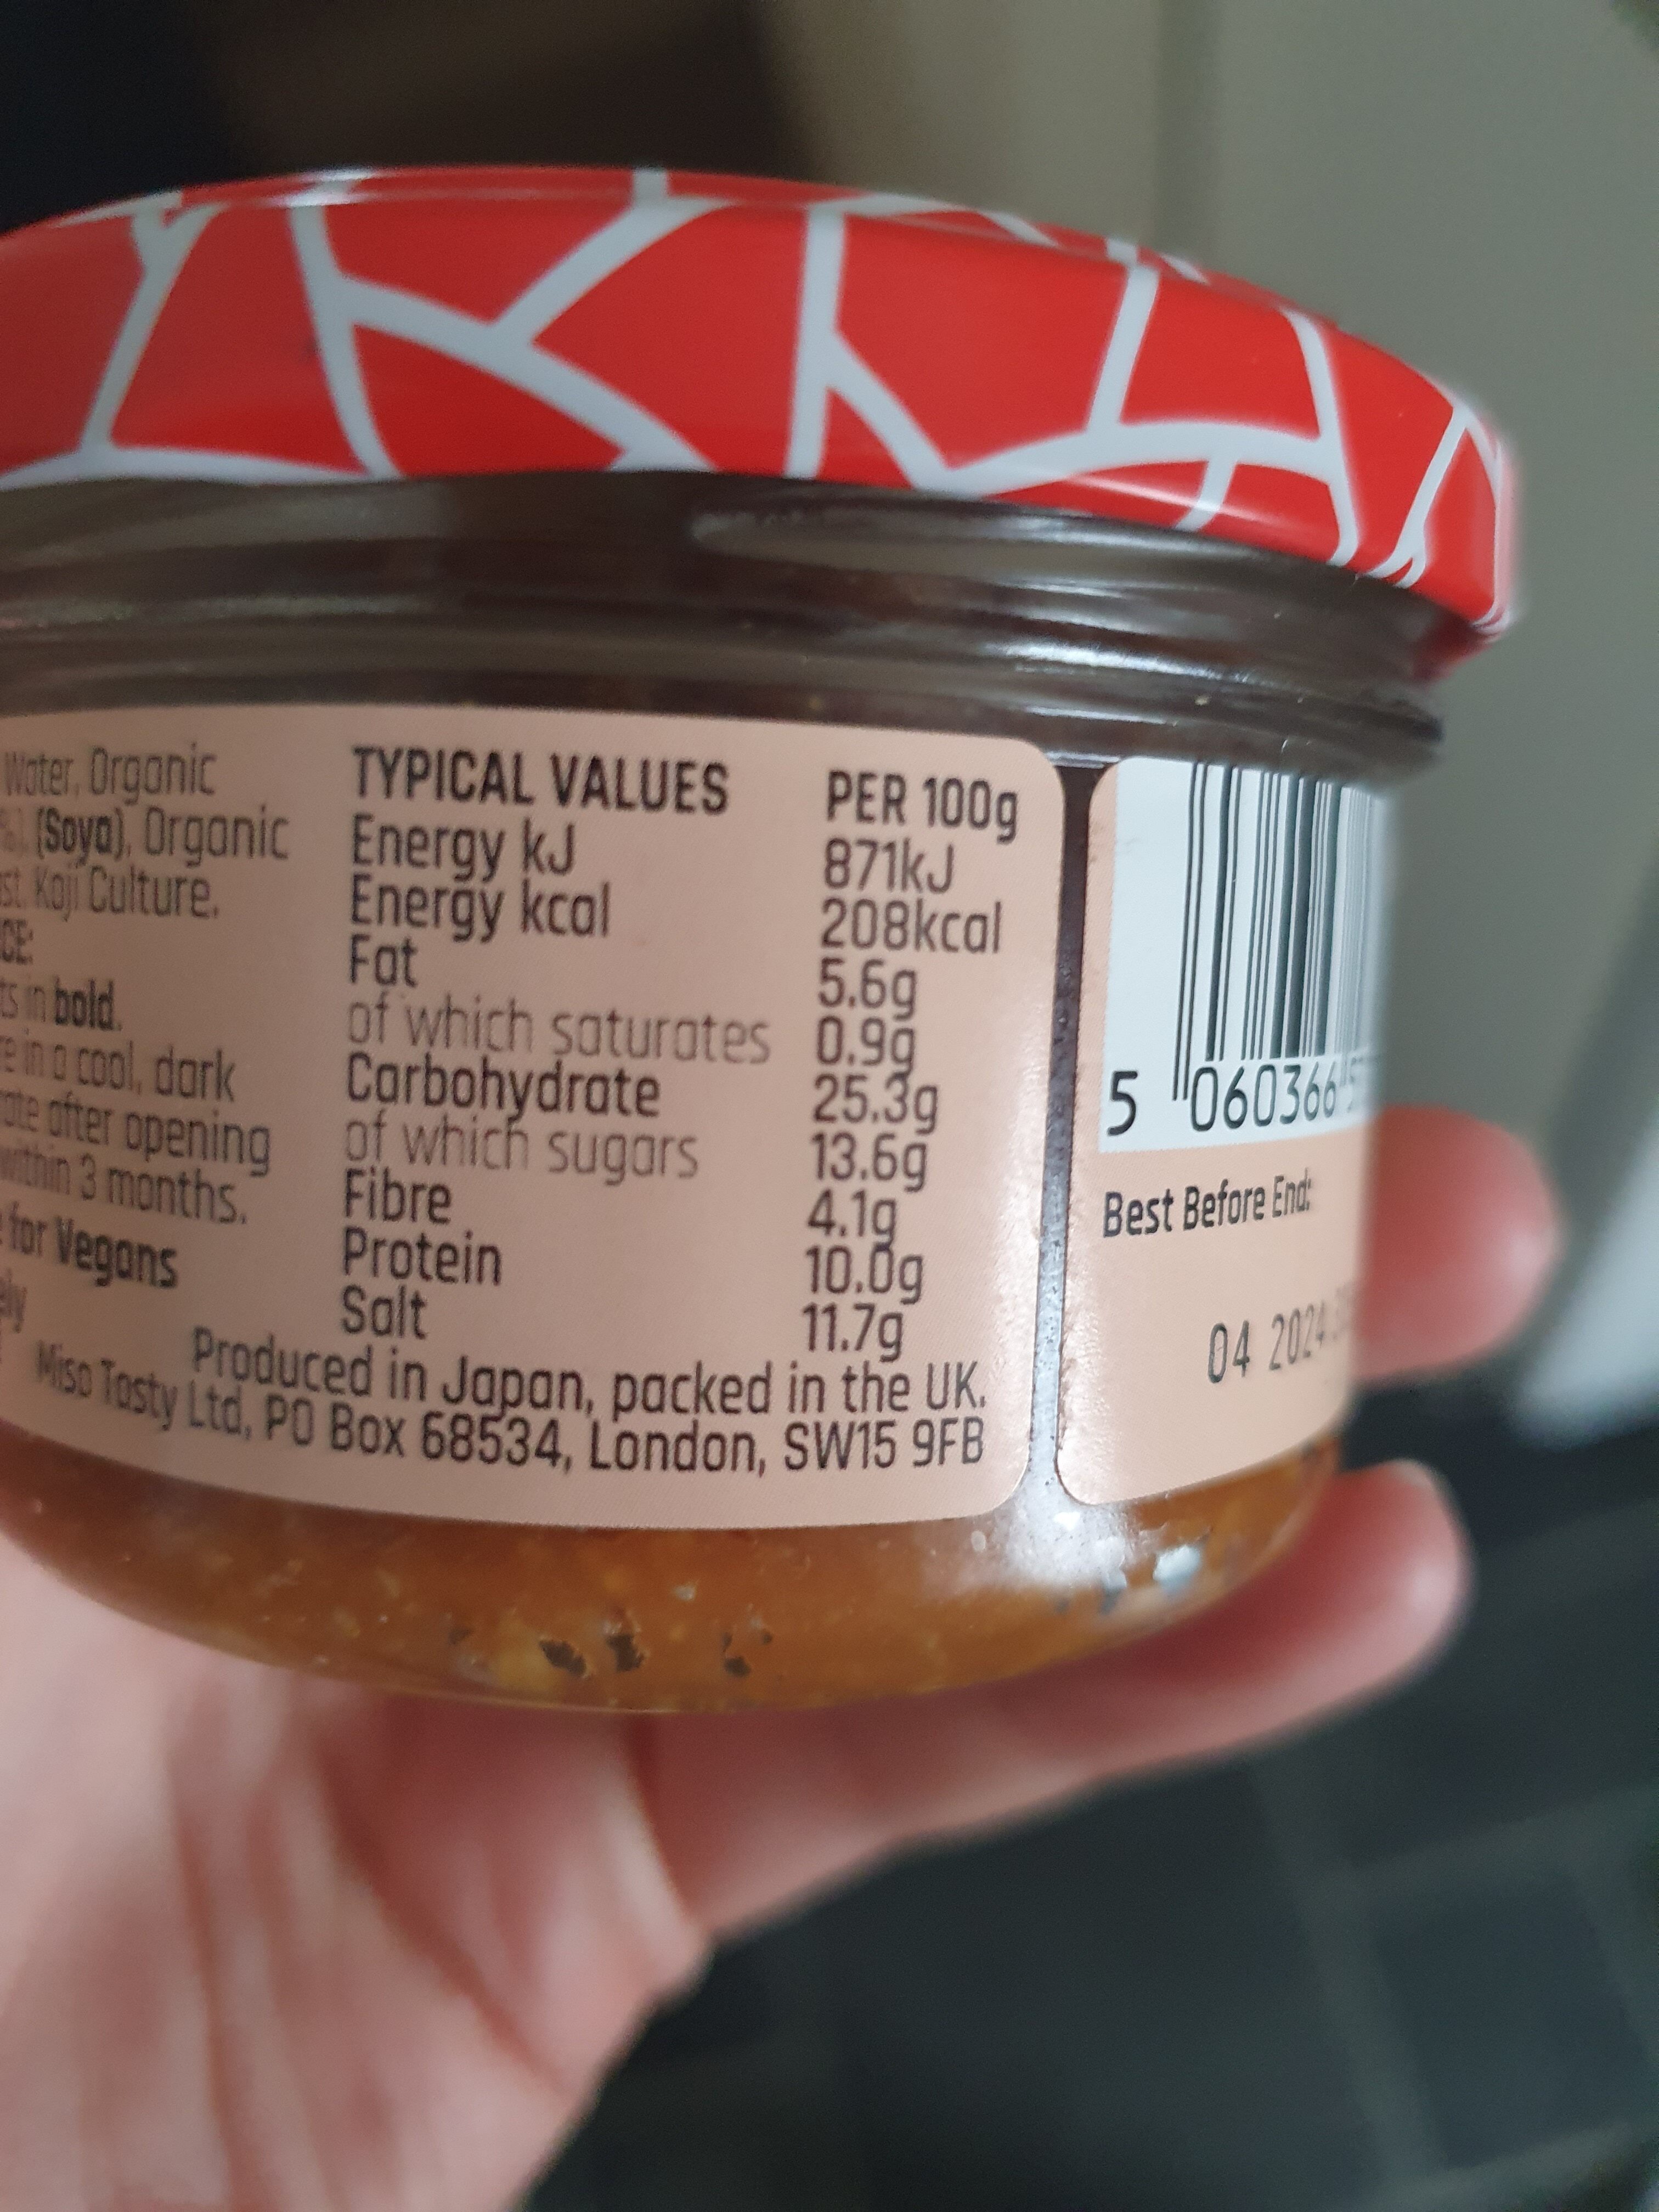 Water, Organic
(Soya), Organic
Koji Culture.
in bold.
in a cool, dark
after opening
within 3 months.
for Vegans
TYPICAL VALUES PER 100g
Energy kJ 871kJ
Energy kcal 208kcal
Fat 5.6g
of which saturates 0.9g
Carbohydrate 25.3g
of which sugars 13.6g
Fibre 4.1g
Protein 10.0g
Salt 11.7g
Produced in Japan, packed in the UK.
Miso Tasty Ltd, PO Box 68534, London, SW15 9FB
5 060366
Best Before End:
04 2024